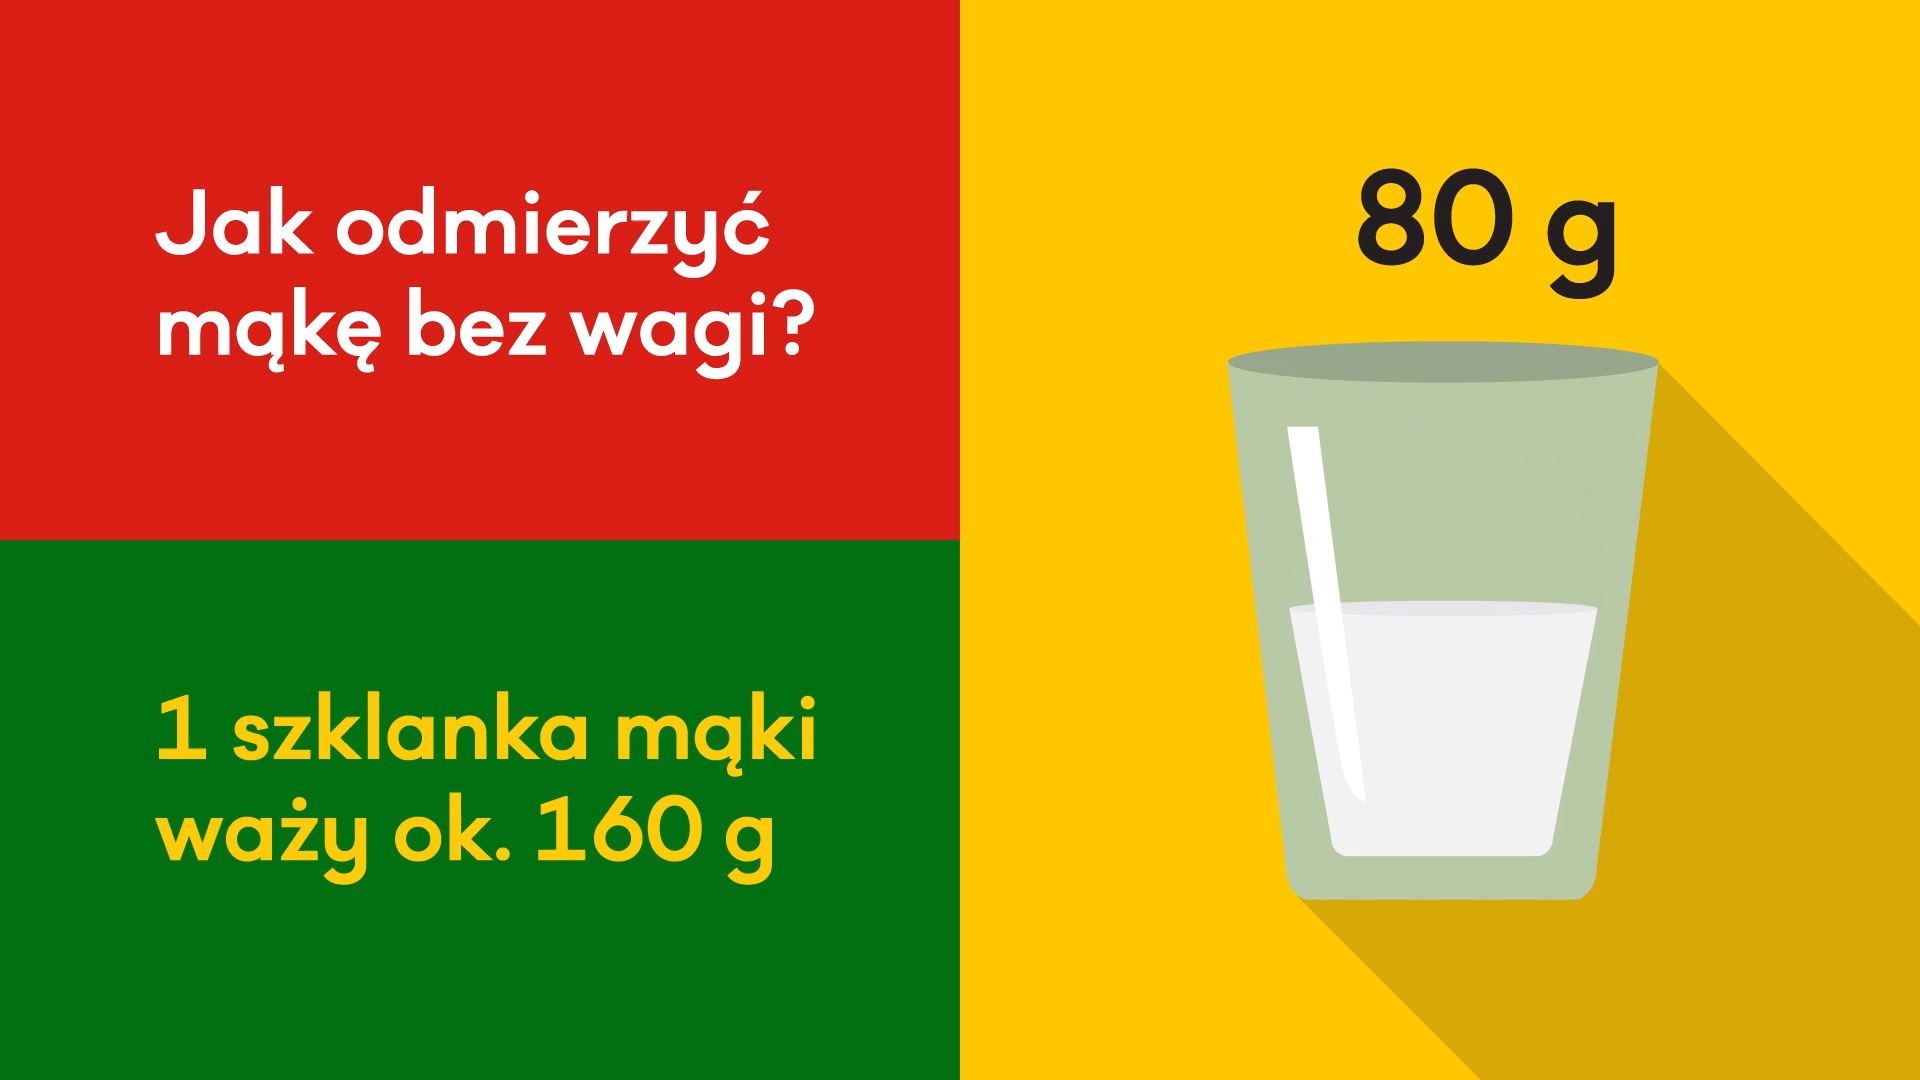 Jak odmierzyć
mąkę bez wagi?
1 szklanka mąki
waży ok. 160 g
80 g